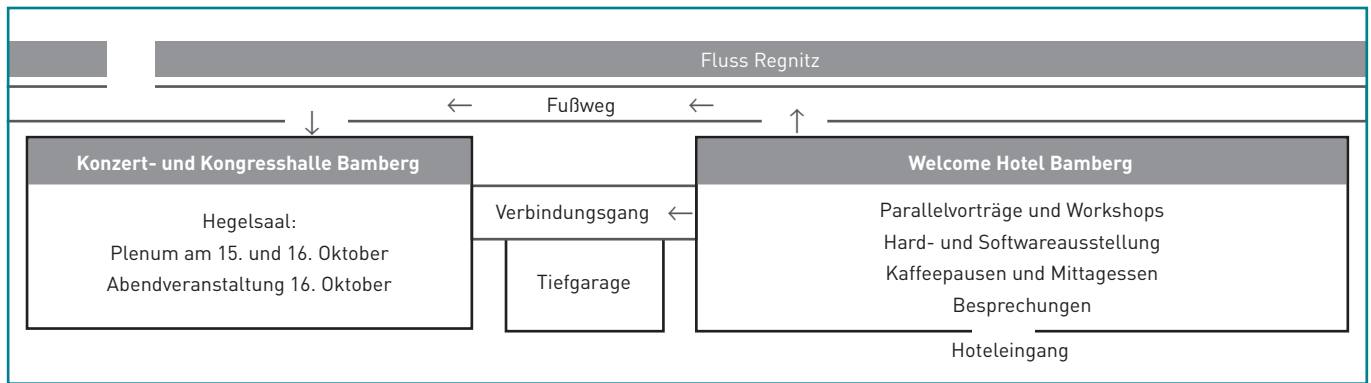 Fluss Regnitz
← Fußweg ←
↓ ↑
Konzert- und Kongresshalle Bamberg
Hegelsaal:
Plenum am 15. und 16. Oktober
Abendveranstaltung 16. Oktober
Verbindungsgang ←
Tiefgarage
Welcome Hotel Bamberg
Parallelvorträge und Workshops
Hard- und Softwareausstellung
Kaffeepausen und Mittagessen
Besprechungen
Hoteleingang